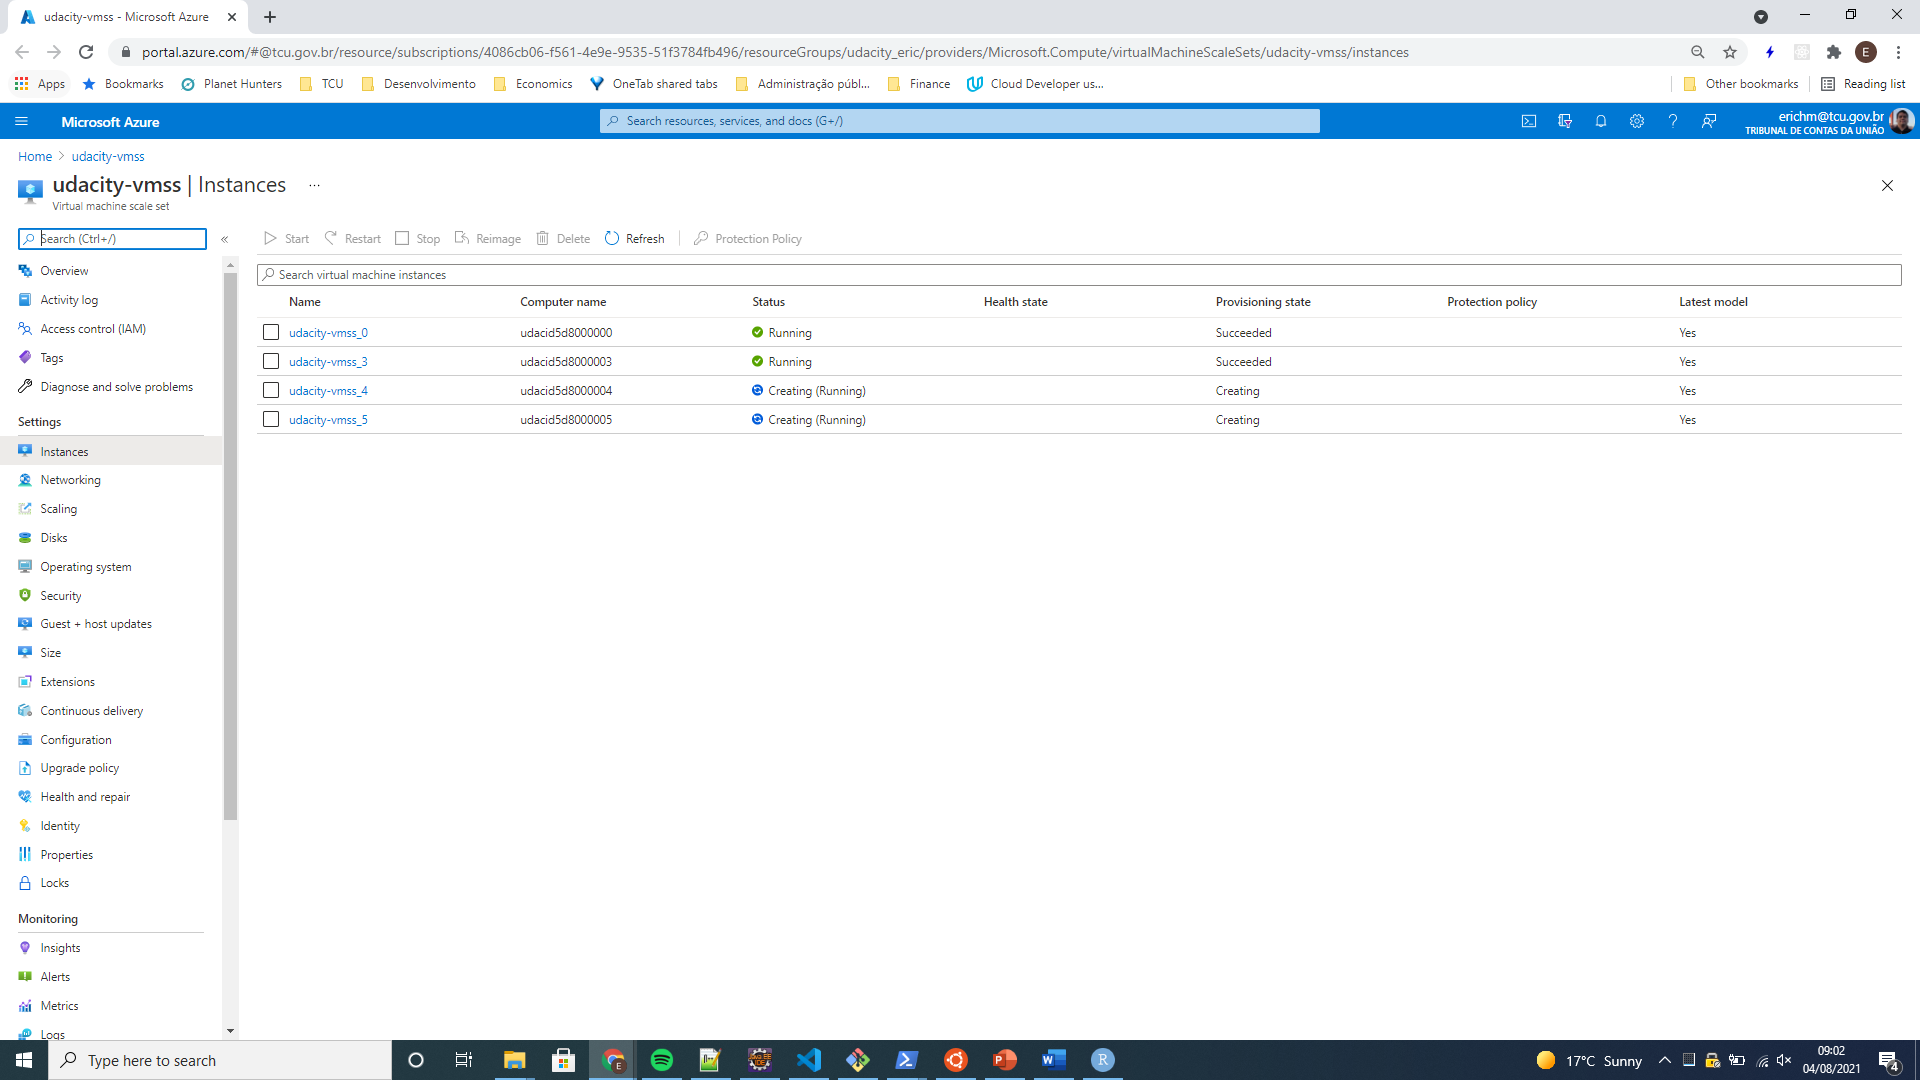 udacity-vmss - Microsoft Azure
portal.azure.com/#@tcu.gov.br/resource/subscriptions/4086cb06-f561-4e9e-9535-51f3784fb496/resourceGroups/udacity_eric/providers/Microsoft.Compute/virtualMachineScaleSets/udacity-vmss/instances
E
Apps Bookmarks Planet Hunters TCU Desenvolvimento Economics OneTab shared tabs Administração públ... Finance Cloud Developer us... Other bookmarks Reading list
Microsoft Azure
Search resources, services, and docs (G+/)
erichm@tcu.gov.br
TRIBUNAL DE CONTAS DA UNIÃO
Home > udacity-vmss
udacity-vmss | Instances ...
Virtual machine scale set
Search (Ctrl+/)
«
Start Restart Stop Reimage Delete Refresh Protection Policy
Search virtual machine instances
Name Computer name Status Health state Provisioning state Protection policy Latest model
udacity-vmss_0 udacid5d8000000 Running Succeeded Yes
udacity-vmss_3 udacid5d8000003 Running Succeeded Yes
udacity-vmss_4 udacid5d8000004 Creating (Running) Creating Yes
udacity-vmss_5 udacid5d8000005 Creating (Running) Creating Yes
Overview
Activity log
Access control (IAM)
Tags
Diagnose and solve problems
Settings
Instances
Networking
Scaling
Disks
Operating system
Security
Guest + host updates
Size
Extensions
Continuous delivery
Configuration
Upgrade policy
Health and repair
Identity
Properties
Locks
Monitoring
Insights
Alerts
Metrics
Logs
Type here to search
17°C Sunny
09:02
04/08/2021
4